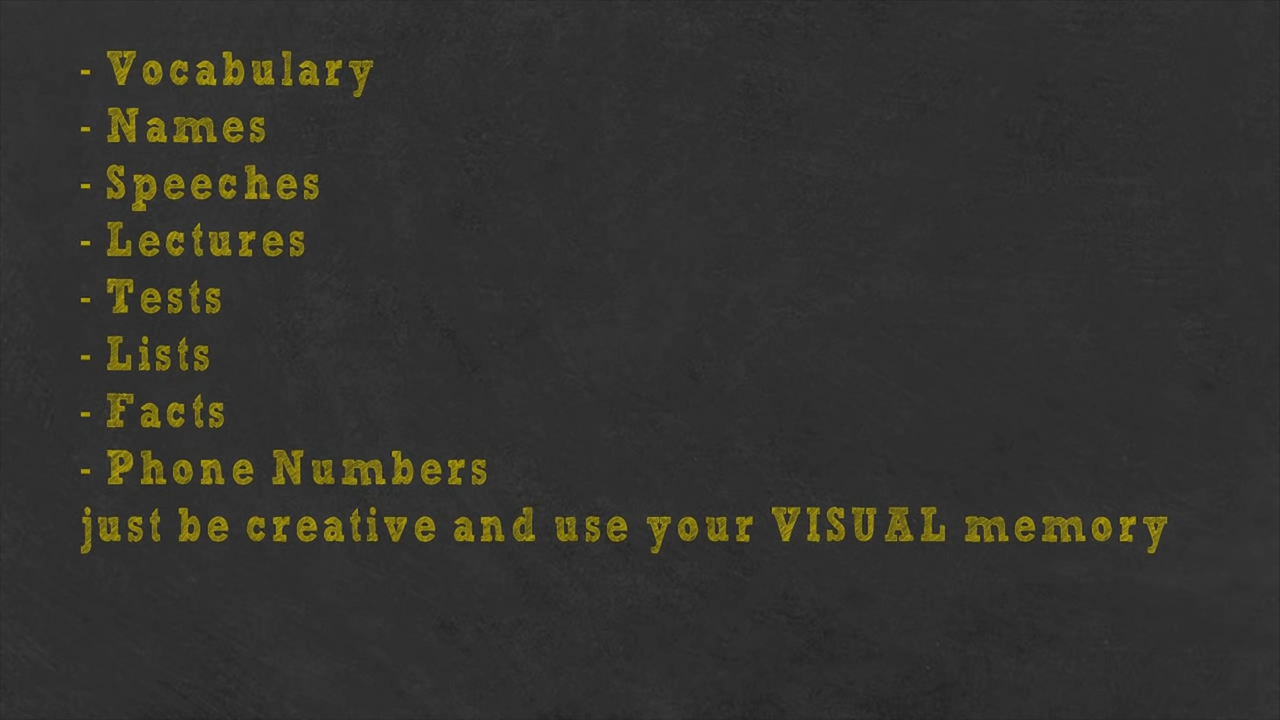 - Vocabulary
- Names
- Speeches
- Lectures
- Tests
- Lists
- Facts
- Phone Numbers
just be creative and use your VISUAL memory